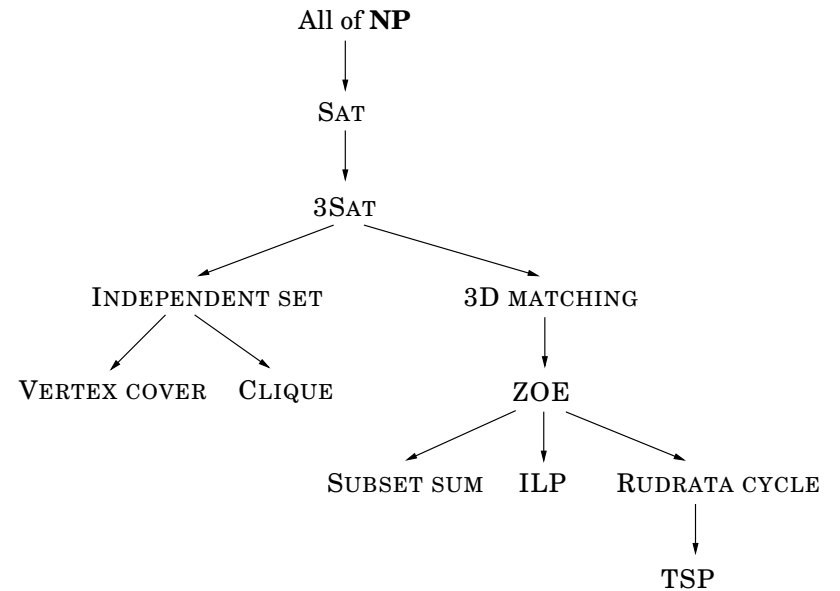 All of NP
SAT
3SAT
INDEPENDENT SET 3D MATCHING
VERTEX COVER CLIQUE ZOE
SUBSET SUM ILP RUDRATA CYCLE
TSP